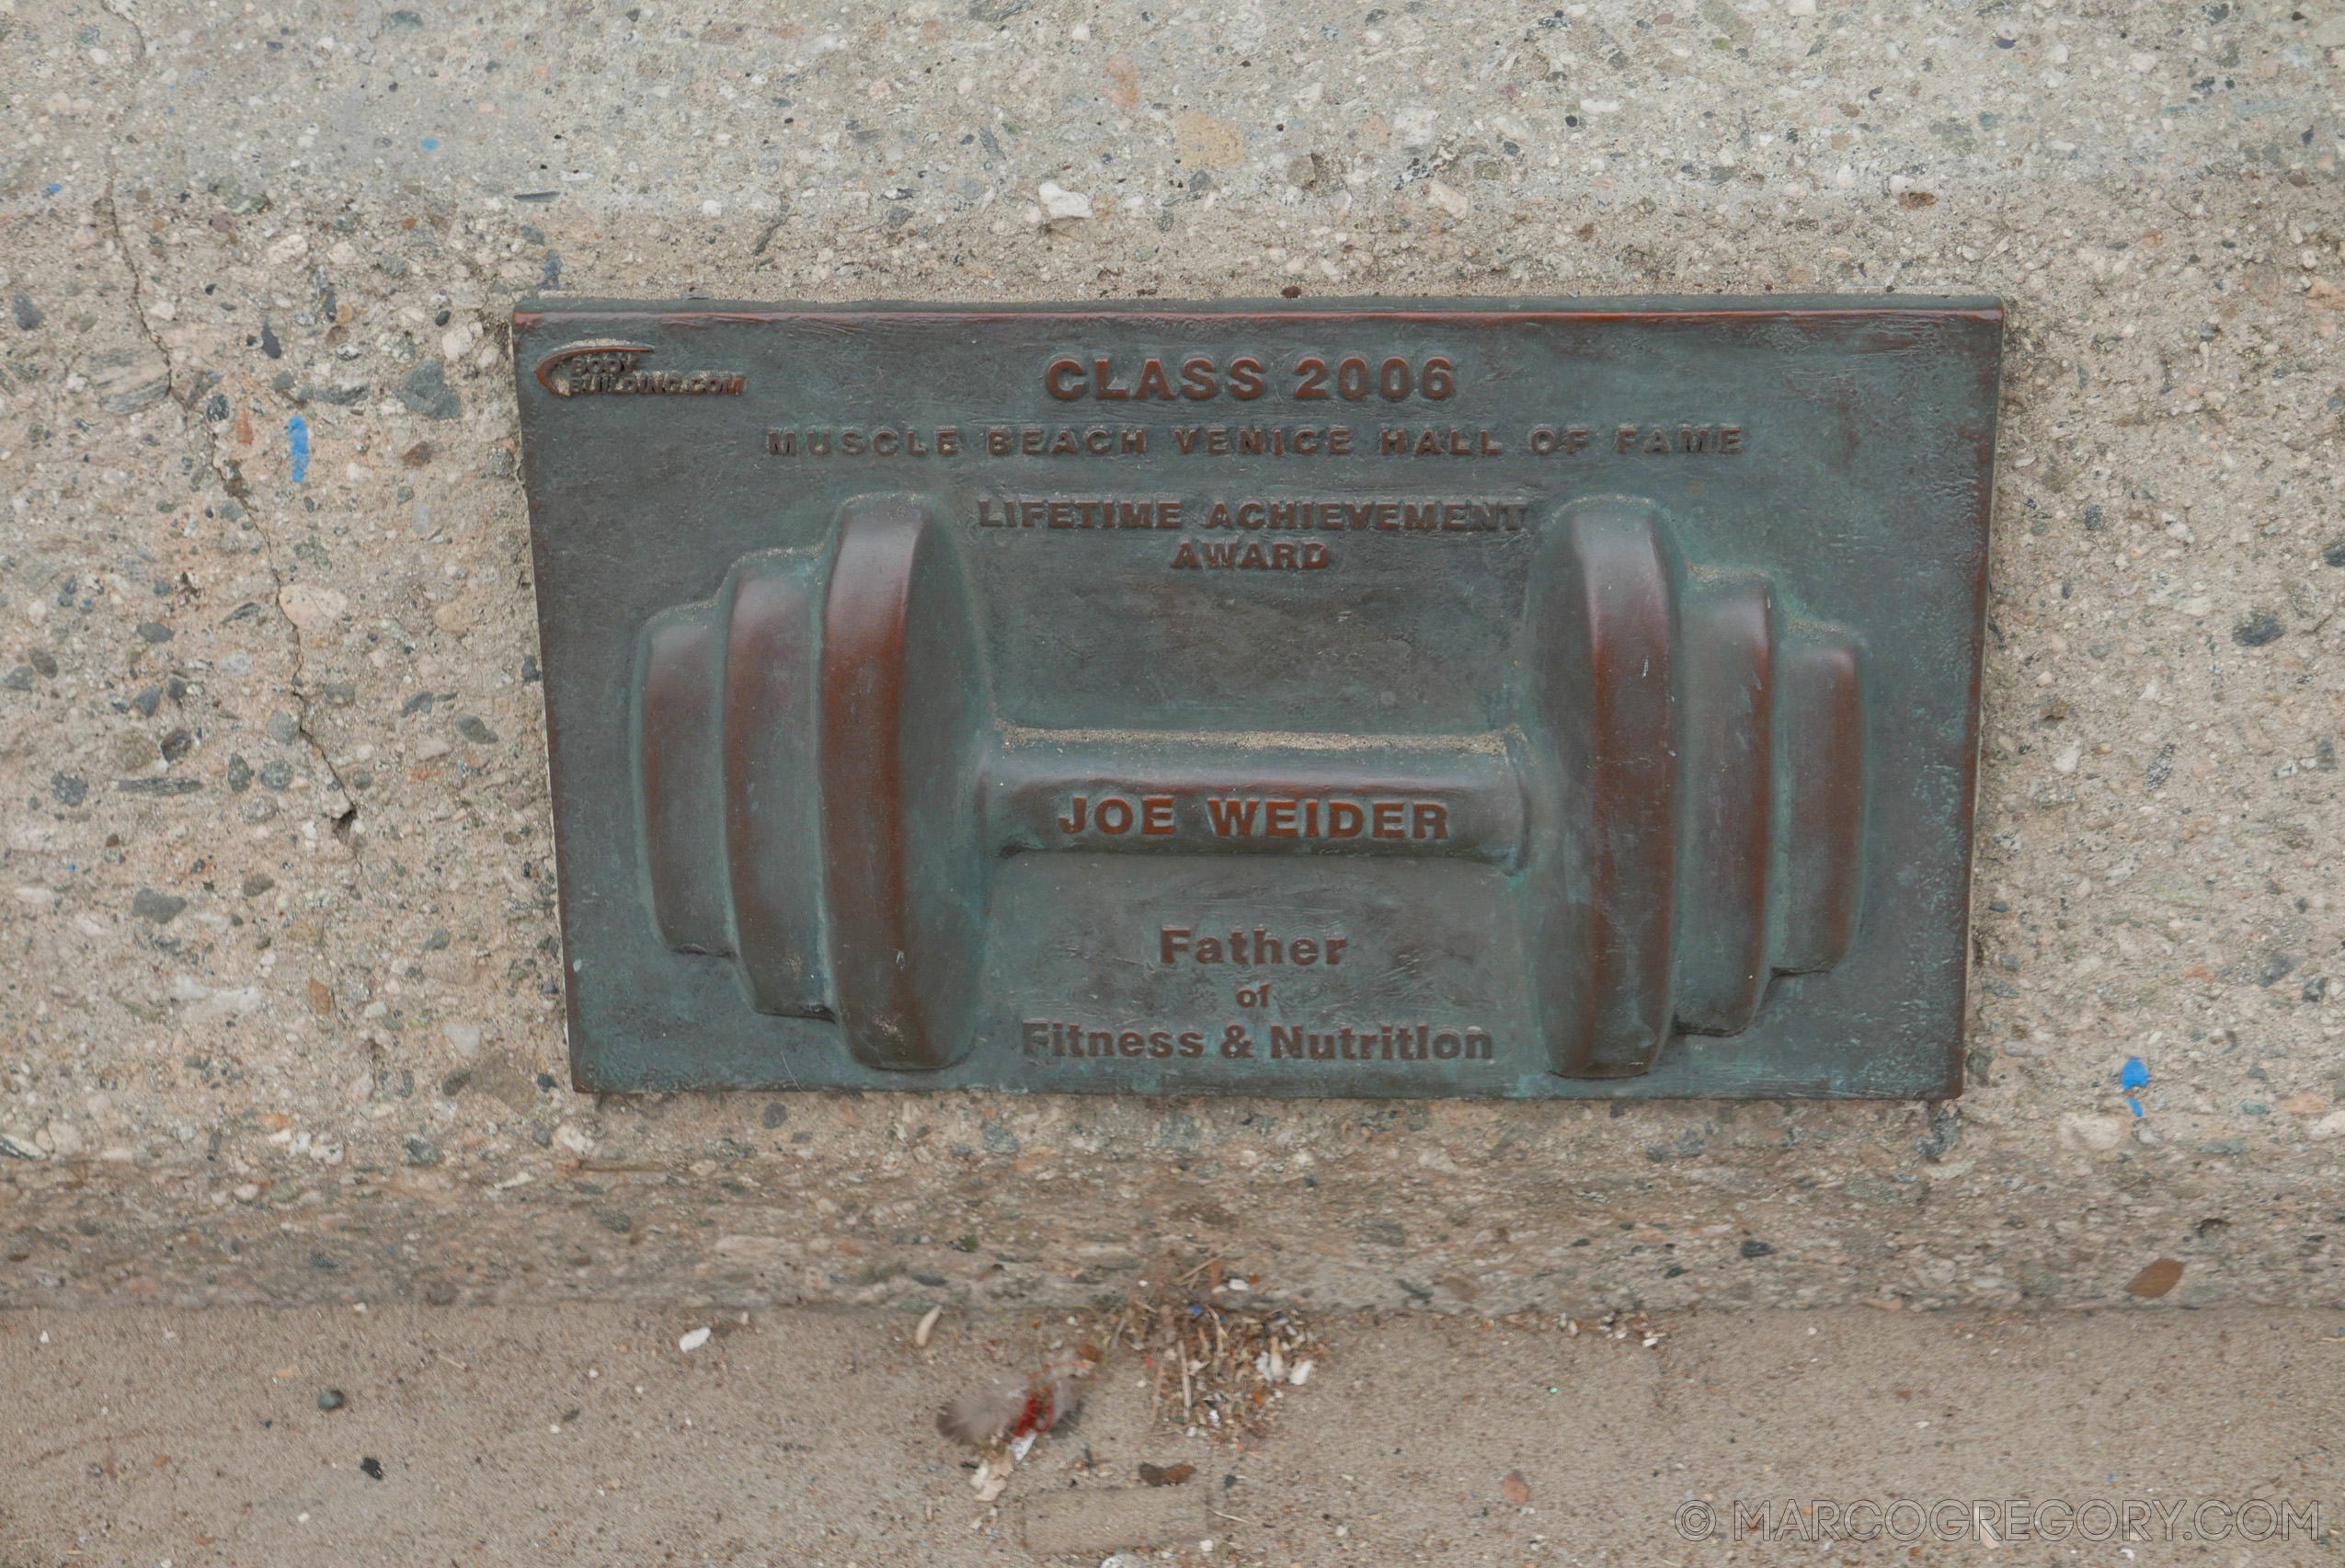 BODY
BUILDING.COM
CLASS 2006
MUSCLE BEACH VENICE HALL OF FAME
LIFETIME ACHIEVEMENT
AWARD
JOE WEIDER
Father
of
Fitness & Nutrition
© MARCOGREGORY.COM